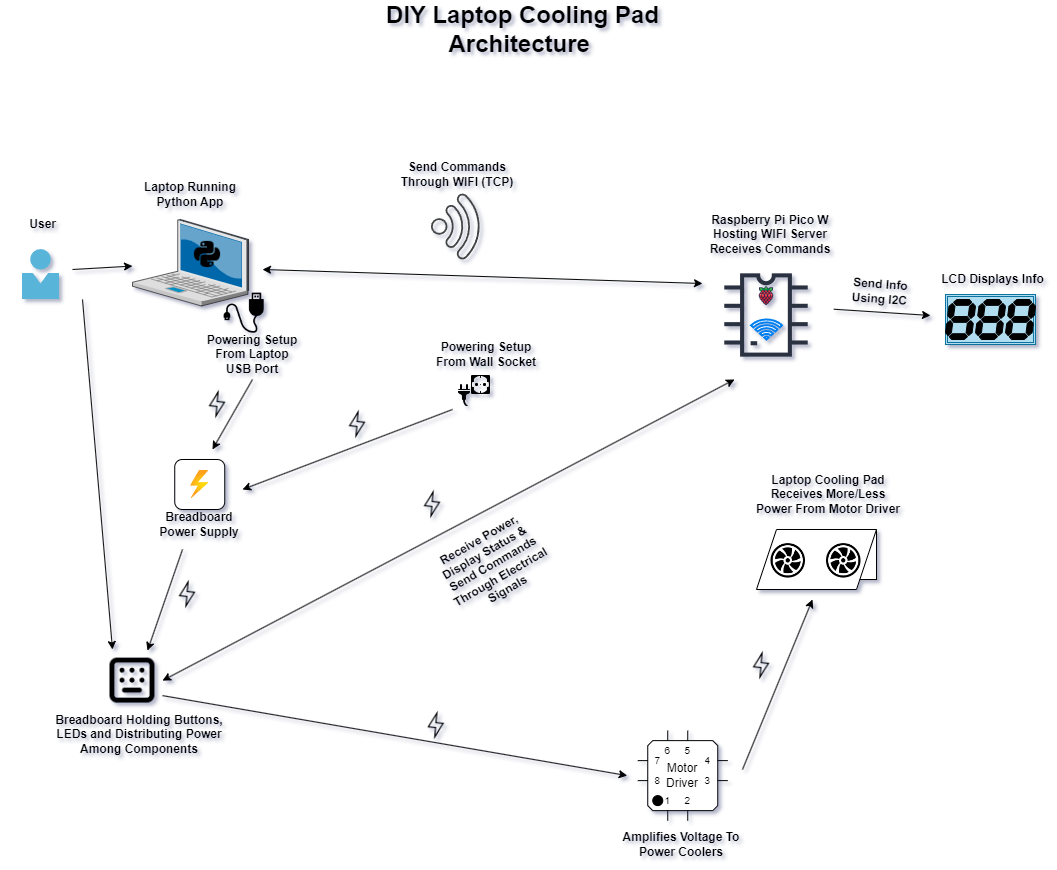 DIY Laptop Cooling Pad
Architecture
Send Commands
Through WIFI (TCP)
Laptop Running
Python App
User
Raspberry Pi Pico W
Hosting WIFI Server
Receives Commands
Send Info
Using I2C
LCD Displays Info
888
Powering Setup
From Laptop
USB Port
Powering Setup
From Wall Socket
Breadboard
Power Supply
Receive Power,
Display Status &
Send Commands
Through Electrical
Signals
Laptop Cooling Pad
Receives More/Less
Power From Motor Driver
Breadboard Holding Buttons,
LEDs and Distributing Power
Among Components
6 5
7 4
Motor
Driver
8 3
1 2
Amplifies Voltage To
Power Coolers